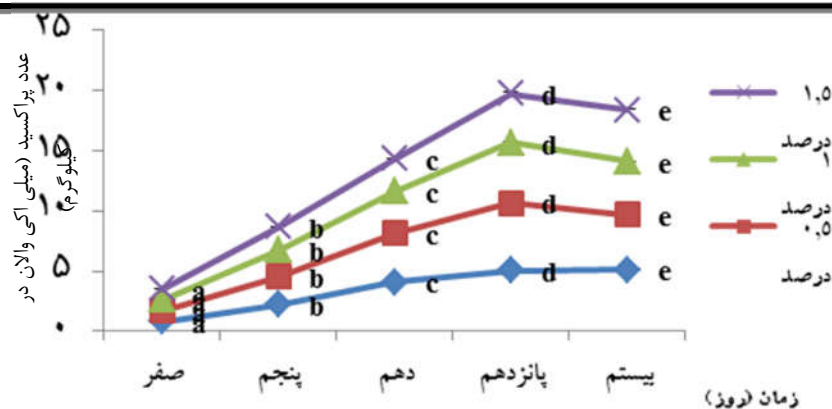 عدد پراکسید (میلی اکی والان در
کیلوگرم)
۲۵
۲۰
۱۵
۱۰
۵
۰
a
a
a
a
b
b
b
b
c
c
c
d
d
d
d
e
e
e
e
صفر
پنجم
دهم
پانزدهم
بیستم
زمان (روز)
۱,۵
درصد
۱
درصد
۰,۵
درصد